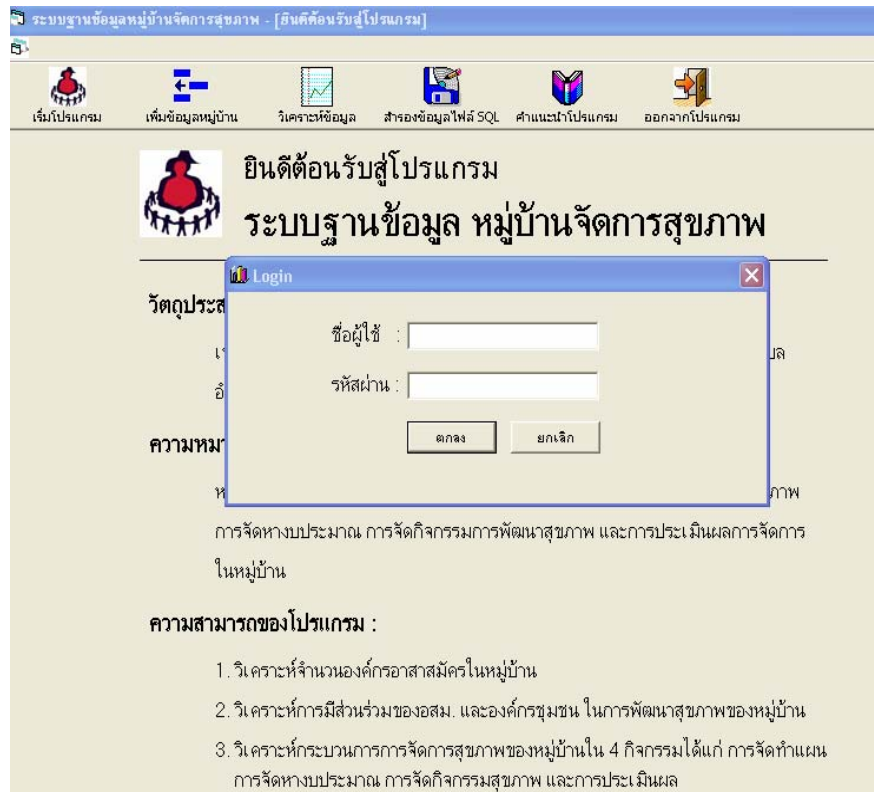 ระบบฐานข้อมูลหมู่บ้านจัดการสุขภาพ - [ยินดีต้อนรับสู่โปรแกรม]
เริ่มโปรแกรม เพิ่มข้อมูลหมู่บ้าน วิเคราะห์ข้อมูล สำรองข้อมูลไฟล์ SQL คำแนะนำโปรแกรม ออกจากโปรแกรม
ยินดีต้อนรับสู่โปรแกรม
ระบบฐานข้อมูล หมู่บ้านจัดการสุขภาพ
Login
ชื่อผู้ใช้ :
รหัสผ่าน :
ตกลง ยกเลิก
วัตถุประส
ความหมา
การจัดหางบประมาณ การจัดกิจกรรมการพัฒนาสุขภาพ และการประเมินผลการจัดการ
ในหมู่บ้าน
ความสามารถของโปรแกรม :
1. วิเคราะห์จำนวนองค์กรอาสาสมัครในหมู่บ้าน
2. วิเคราะห์การมีส่วนร่วมของอสม. และองค์กรชุมชน ในการพัฒนาสุขภาพของหมู่บ้าน
3. วิเคราะห์กระบวนการการจัดการสุขภาพของหมู่บ้านใน 4 กิจกรรมได้แก่ การจัดทำแผน
การจัดหางบประมาณ การจัดกิจกรรมสุขภาพ และการประเมินผล